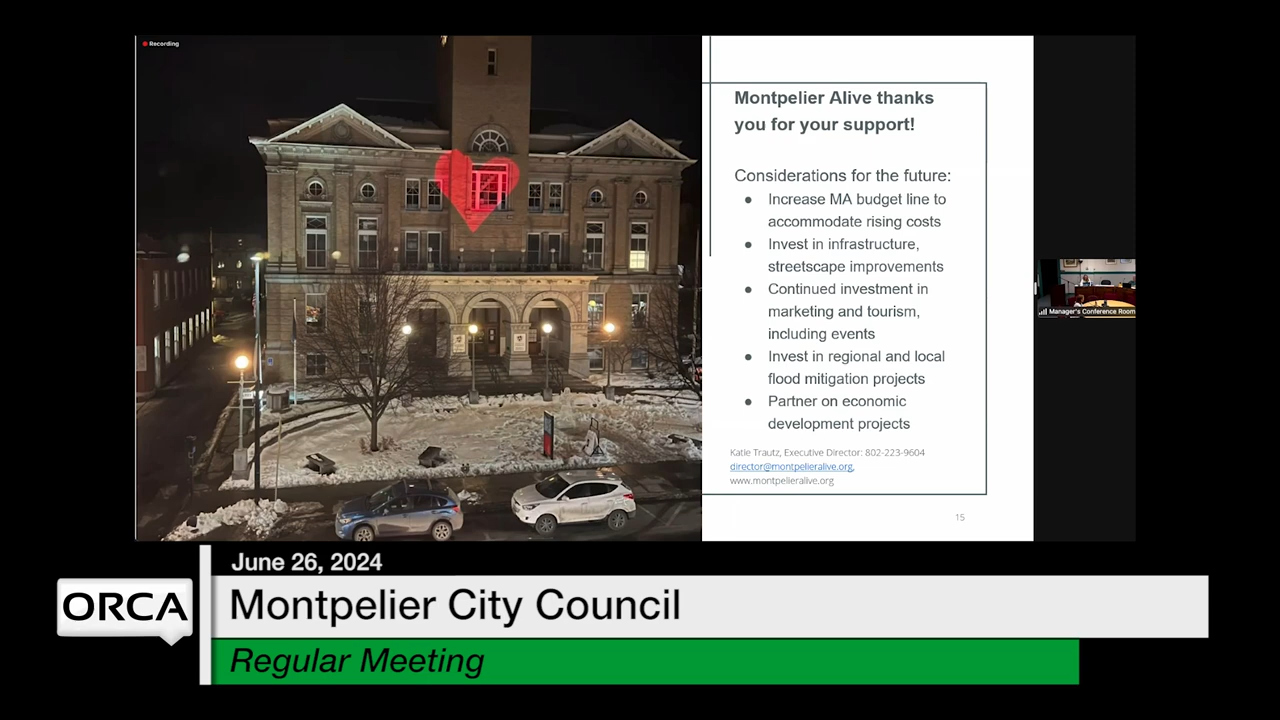 Recording
Montpelier Alive thanks
you for your support!
Considerations for the future:
● Increase MA budget line to
accommodate rising costs
● Invest in infrastructure,
streetscape improvements
● Continued investment in
marketing and tourism,
including events
● Invest in regional and local
flood mitigation projects
● Partner on economic
development projects
Katie Trautz, Executive Director: 802-223-9604
director@montpelieralive.org,
www.montpelieralive.org
15
Manager's Conference Room
June 26, 2024
ORCA
Montpelier City Council
Regular Meeting